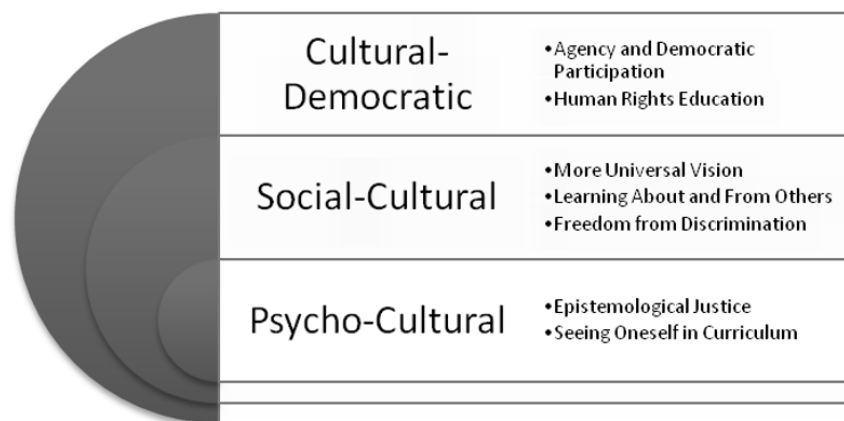 Cultural-
Democratic
•Agency and Democratic
Participation
•Human Rights Education
Social-Cultural
•More Universal Vision
•Learning About and From Others
•Freedom from Discrimination
Psycho-Cultural
•Epistemological Justice
•Seeing Oneself in Curriculum